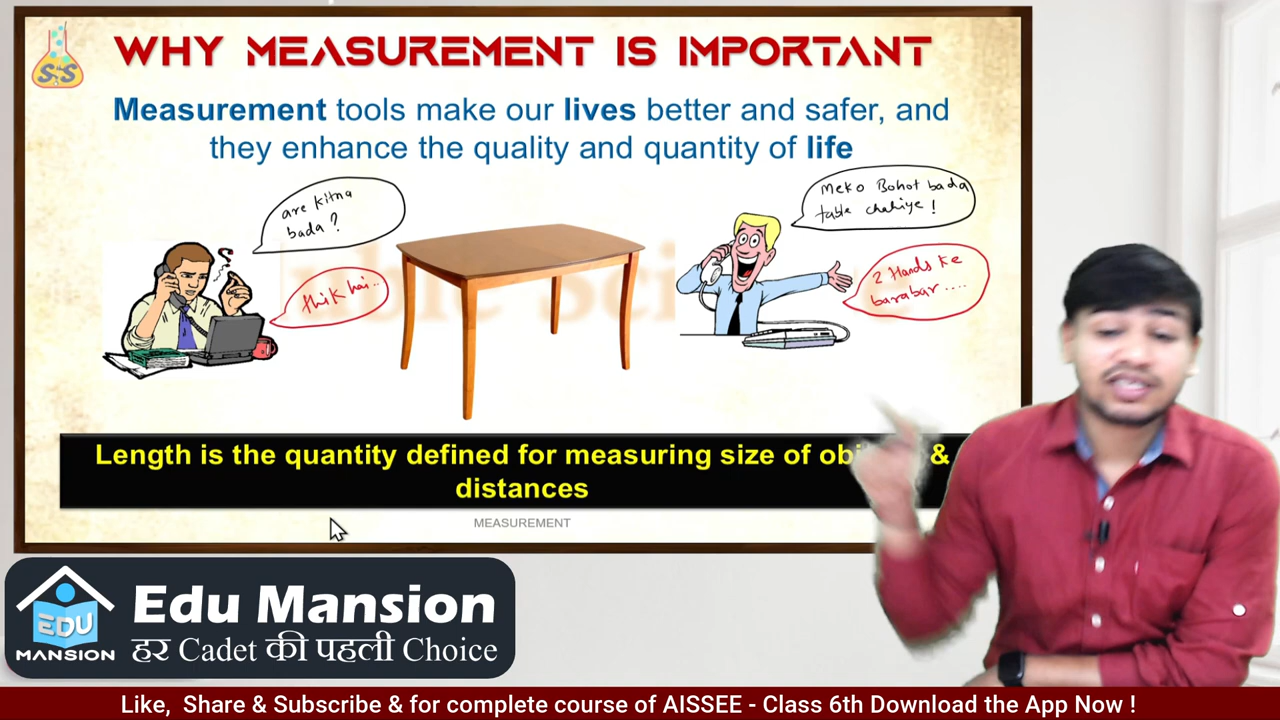 S for S
WHY MEASUREMENT IS IMPORTANT
Measurement tools make our lives better and safer, and
they enhance the quality and quantity of life
are kitna
bada ?
Meko Bohot bada
table chahiye !
thik hai..
2 Hands ke
barabar ....
Length is the quantity defined for measuring size of &
distances
MEASUREMENT
EDU
MANSION
Edu Mansion
हर Cadet की पहली Choice
Like, Share & Subscribe & for complete course of AISSEE - Class 6th Download the App Now !